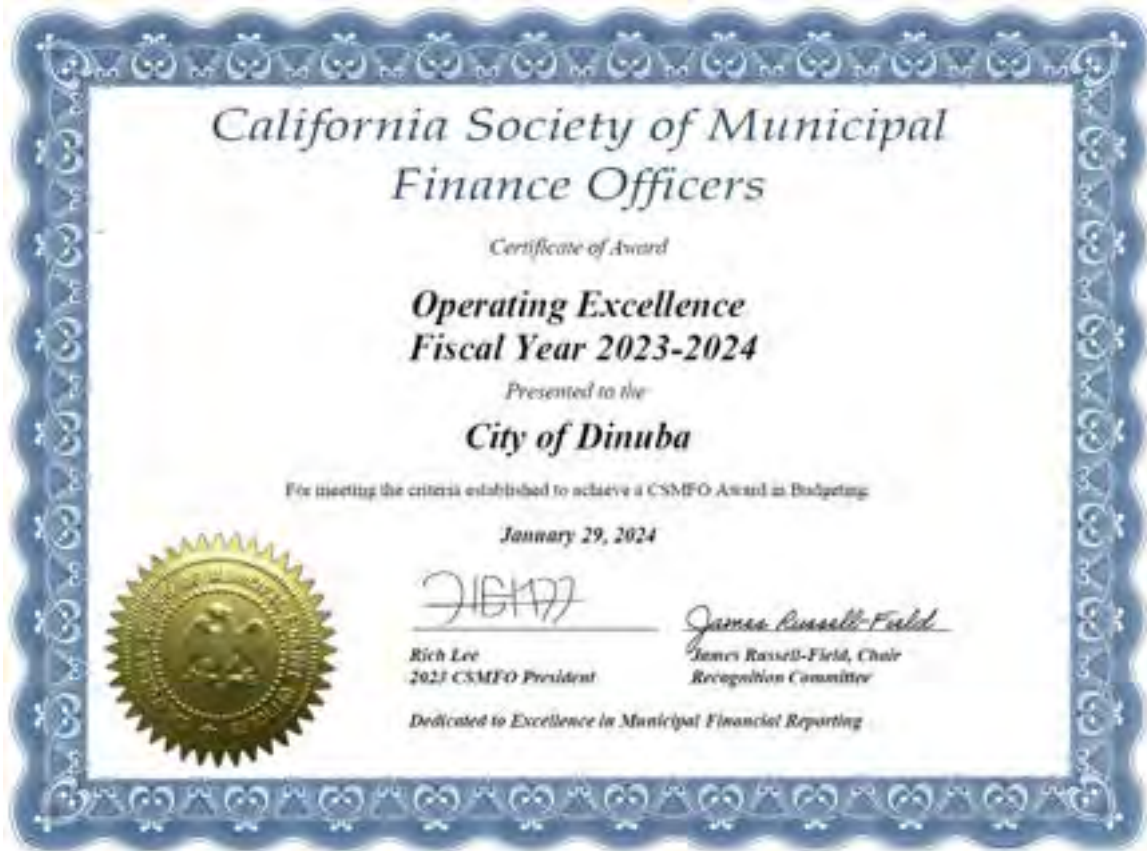 California Society of Municipal
Finance Officers
Certificate of Award
Operating Excellence
Fiscal Year 2023-2024
Presented to the
City of Dinuba
For meeting the criteria established to achieve a CSMFO Award in Budgeting.
January 29, 2024
James Russell-Field
Rich Lee
2023 CSMFO President
James Russell-Field, Chair
Recognition Committee
Dedicated to Excellence in Municipal Financial Reporting